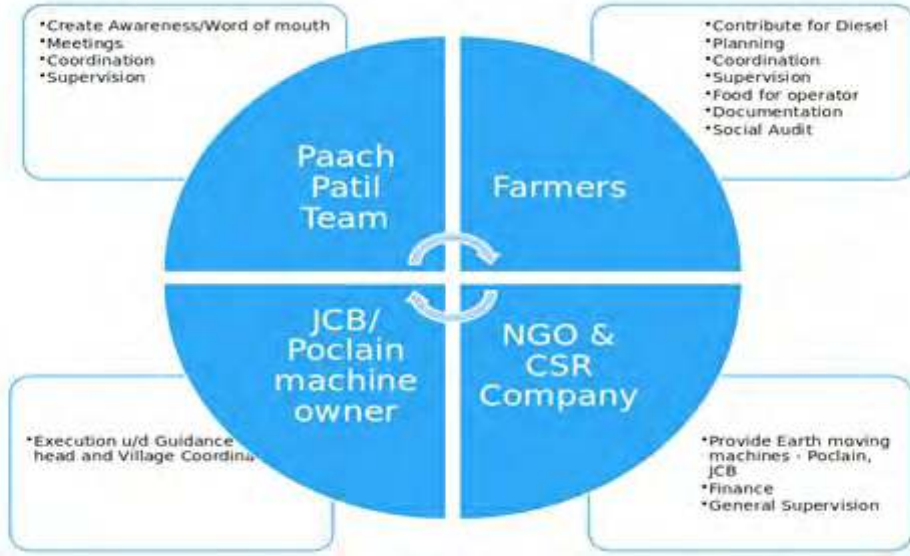 •Create Awareness/Word of mouth
•Meetings
•Coordination
•Supervision
•Contribute for Diesel
•Planning
•Coordination
•Supervision
•Food for operator
•Documentation
•Social Audit
Paach
Patil
Team
Farmers
JCB/
Poclain
machine
owner
NGO &
CSR
Company
•Execution u/d Guidance
head and Village
•Provide Earth moving
machines - Poclain,
JCB
•Finance
•General Supervision